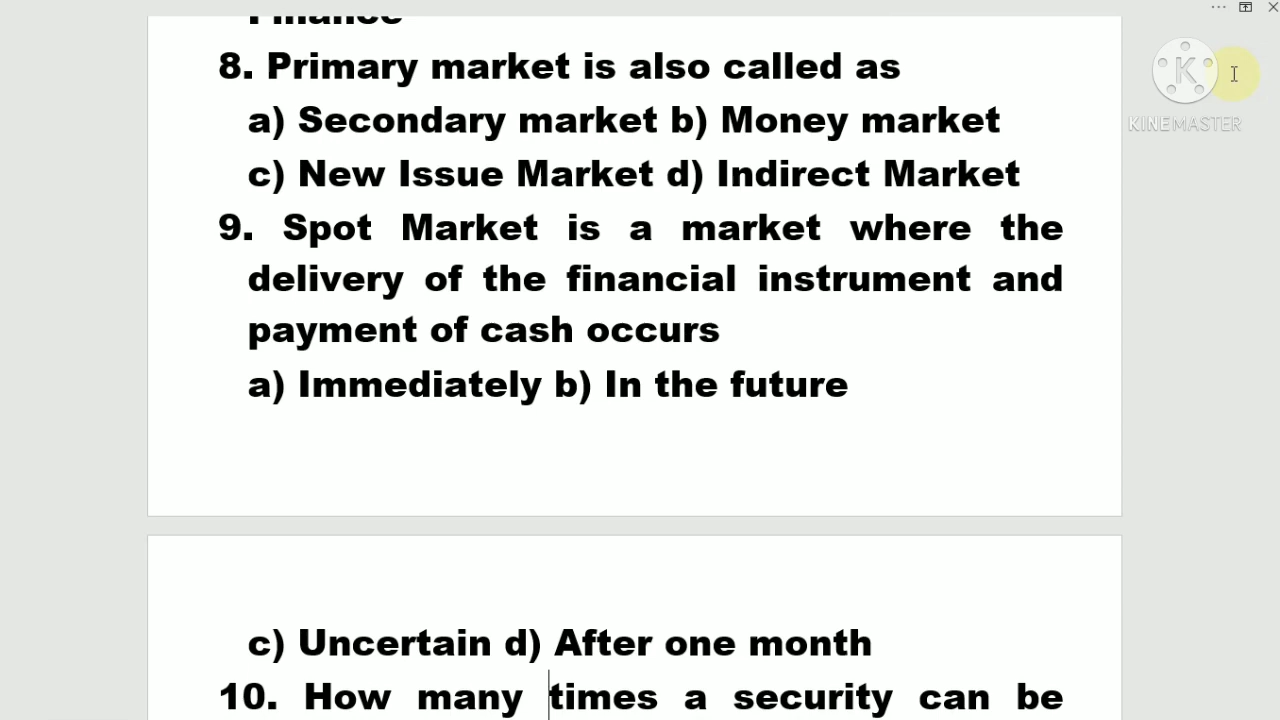 Finance
8. Primary market is also called as
a) Secondary market b) Money market
c) New Issue Market d) Indirect Market
9. Spot Market is a market where the
delivery of the financial instrument and
payment of cash occurs
a) Immediately b) In the future
c) Uncertain d) After one month
10. How many times a security can be
K
KINEMASTER